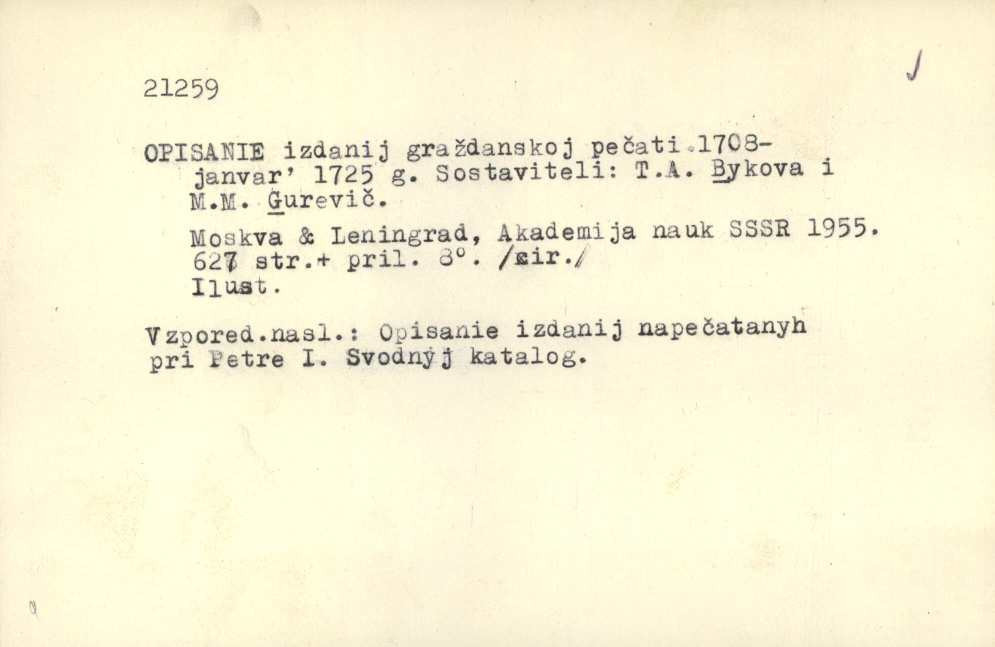 21259
OPISANIE izdanij graždanskoj pečati.1708-
janvar' 1725 g. Sostaviteli: T.A. Bykova i
M.M. Gurevič.
Moskva & Leningrad, Akademija nauk SSSR 1955.
627 str.+ pril. 8°. /cir./
Ilust.
Vzpored.nasl.: Opisanie izdanij napečatanyh
pri Petre I. Svodnyj katalog.